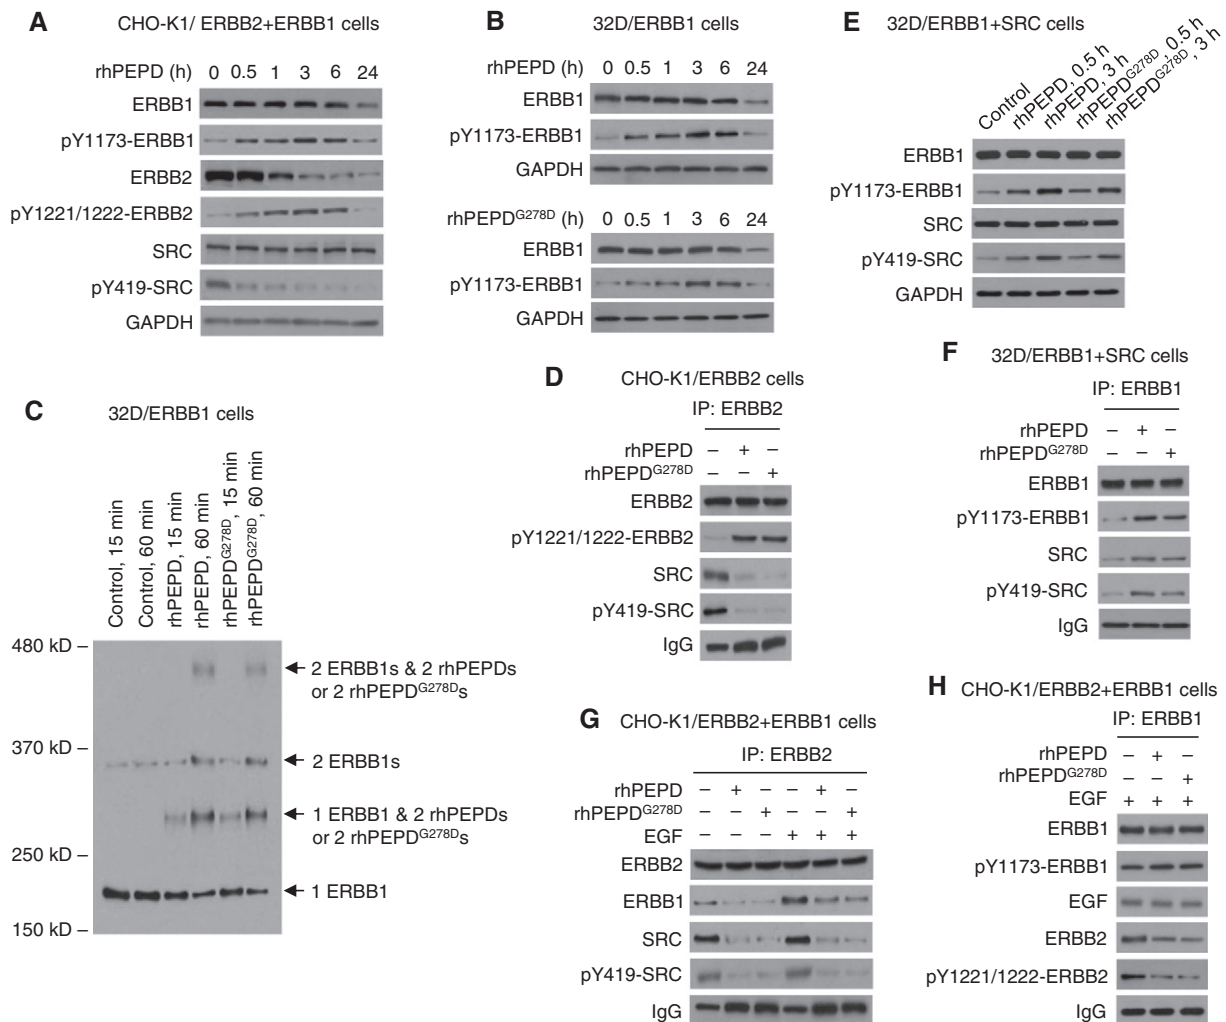 A
CHO-K1/ ERBB2+ERBB1 cells
rhPEPD (h) 0 0.5 1 3 6 24
ERBB1
pY1173-ERBB1
ERBB2
pY1221/1222-ERBB2
SRC
pY419-SRC
GAPDH
B
32D/ERBB1 cells
rhPEPD (h) 0 0.5 1 3 6 24
ERBB1
pY1173-ERBB1
GAPDH
rhPEPDG278D (h) 0 0.5 1 3 6 24
ERBB1
pY1173-ERBB1
GAPDH
C
32D/ERBB1 cells
Control, 15 min
Control, 60 min
rhPEPD, 15 min
rhPEPD, 60 min
rhPEPDG278D, 15 min
rhPEPDG278D, 60 min
480 kD –
370 kD –
250 kD –
150 kD –
2 ERBB1s & 2 rhPEPDs
or 2 rhPEPDG278Ds
2 ERBB1s
1 ERBB1 & 2 rhPEPDs
or 2 rhPEPDG278Ds
1 ERBB1
D
CHO-K1/ERBB2 cells
IP: ERBB2
rhPEPD – + –
rhPEPDG278D – – +
ERBB2
pY1221/1222-ERBB2
SRC
pY419-SRC
IgG
E
32D/ERBB1+SRC cells
Control
rhPEPD, 0.5 h
rhPEPD, 3 h
rhPEPDG278D, 0.5 h
rhPEPDG278D, 3 h
ERBB1
pY1173-ERBB1
SRC
pY419-SRC
GAPDH
F
32D/ERBB1+SRC cells
IP: ERBB1
rhPEPD – + –
rhPEPDG278D – – +
ERBB1
pY1173-ERBB1
SRC
pY419-SRC
IgG
G
CHO-K1/ERBB2+ERBB1 cells
IP: ERBB2
rhPEPD – + – – + –
rhPEPDG278D – – + – – +
EGF – – – + + +
ERBB2
ERBB1
SRC
pY419-SRC
IgG
H
CHO-K1/ERBB2+ERBB1 cells
IP: ERBB1
rhPEPD – + –
rhPEPDG278D – – +
EGF + + +
ERBB1
pY1173-ERBB1
EGF
ERBB2
pY1221/1222-ERBB2
IgG